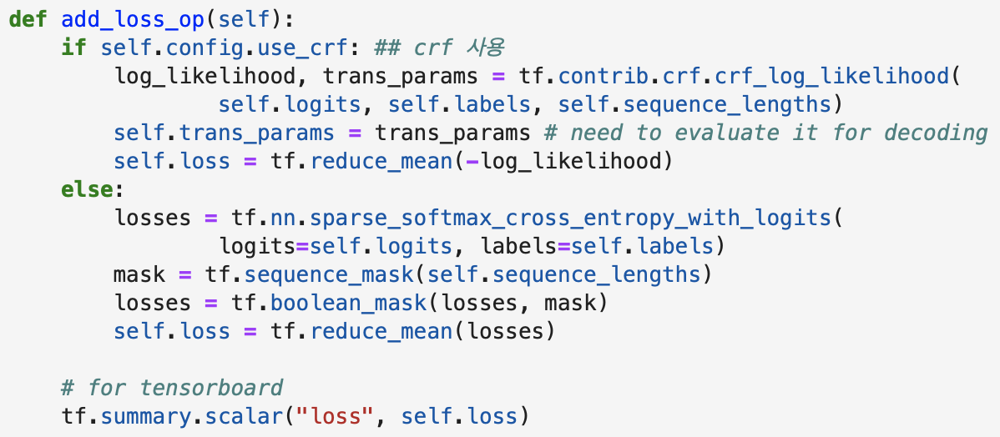 def add_loss_op(self):
    if self.config.use_crf: ## crf 사용
        log_likelihood, trans_params = tf.contrib.crf.crf_log_likelihood(
                self.logits, self.labels, self.sequence_lengths)
        self.trans_params = trans_params # need to evaluate it for decoding
        self.loss = tf.reduce_mean(-log_likelihood)
    else:
        losses = tf.nn.sparse_softmax_cross_entropy_with_logits(
                logits=self.logits, labels=self.labels)
        mask = tf.sequence_mask(self.sequence_lengths)
        losses = tf.boolean_mask(losses, mask)
        self.loss = tf.reduce_mean(losses)

    # for tensorboard
    tf.summary.scalar("loss", self.loss)